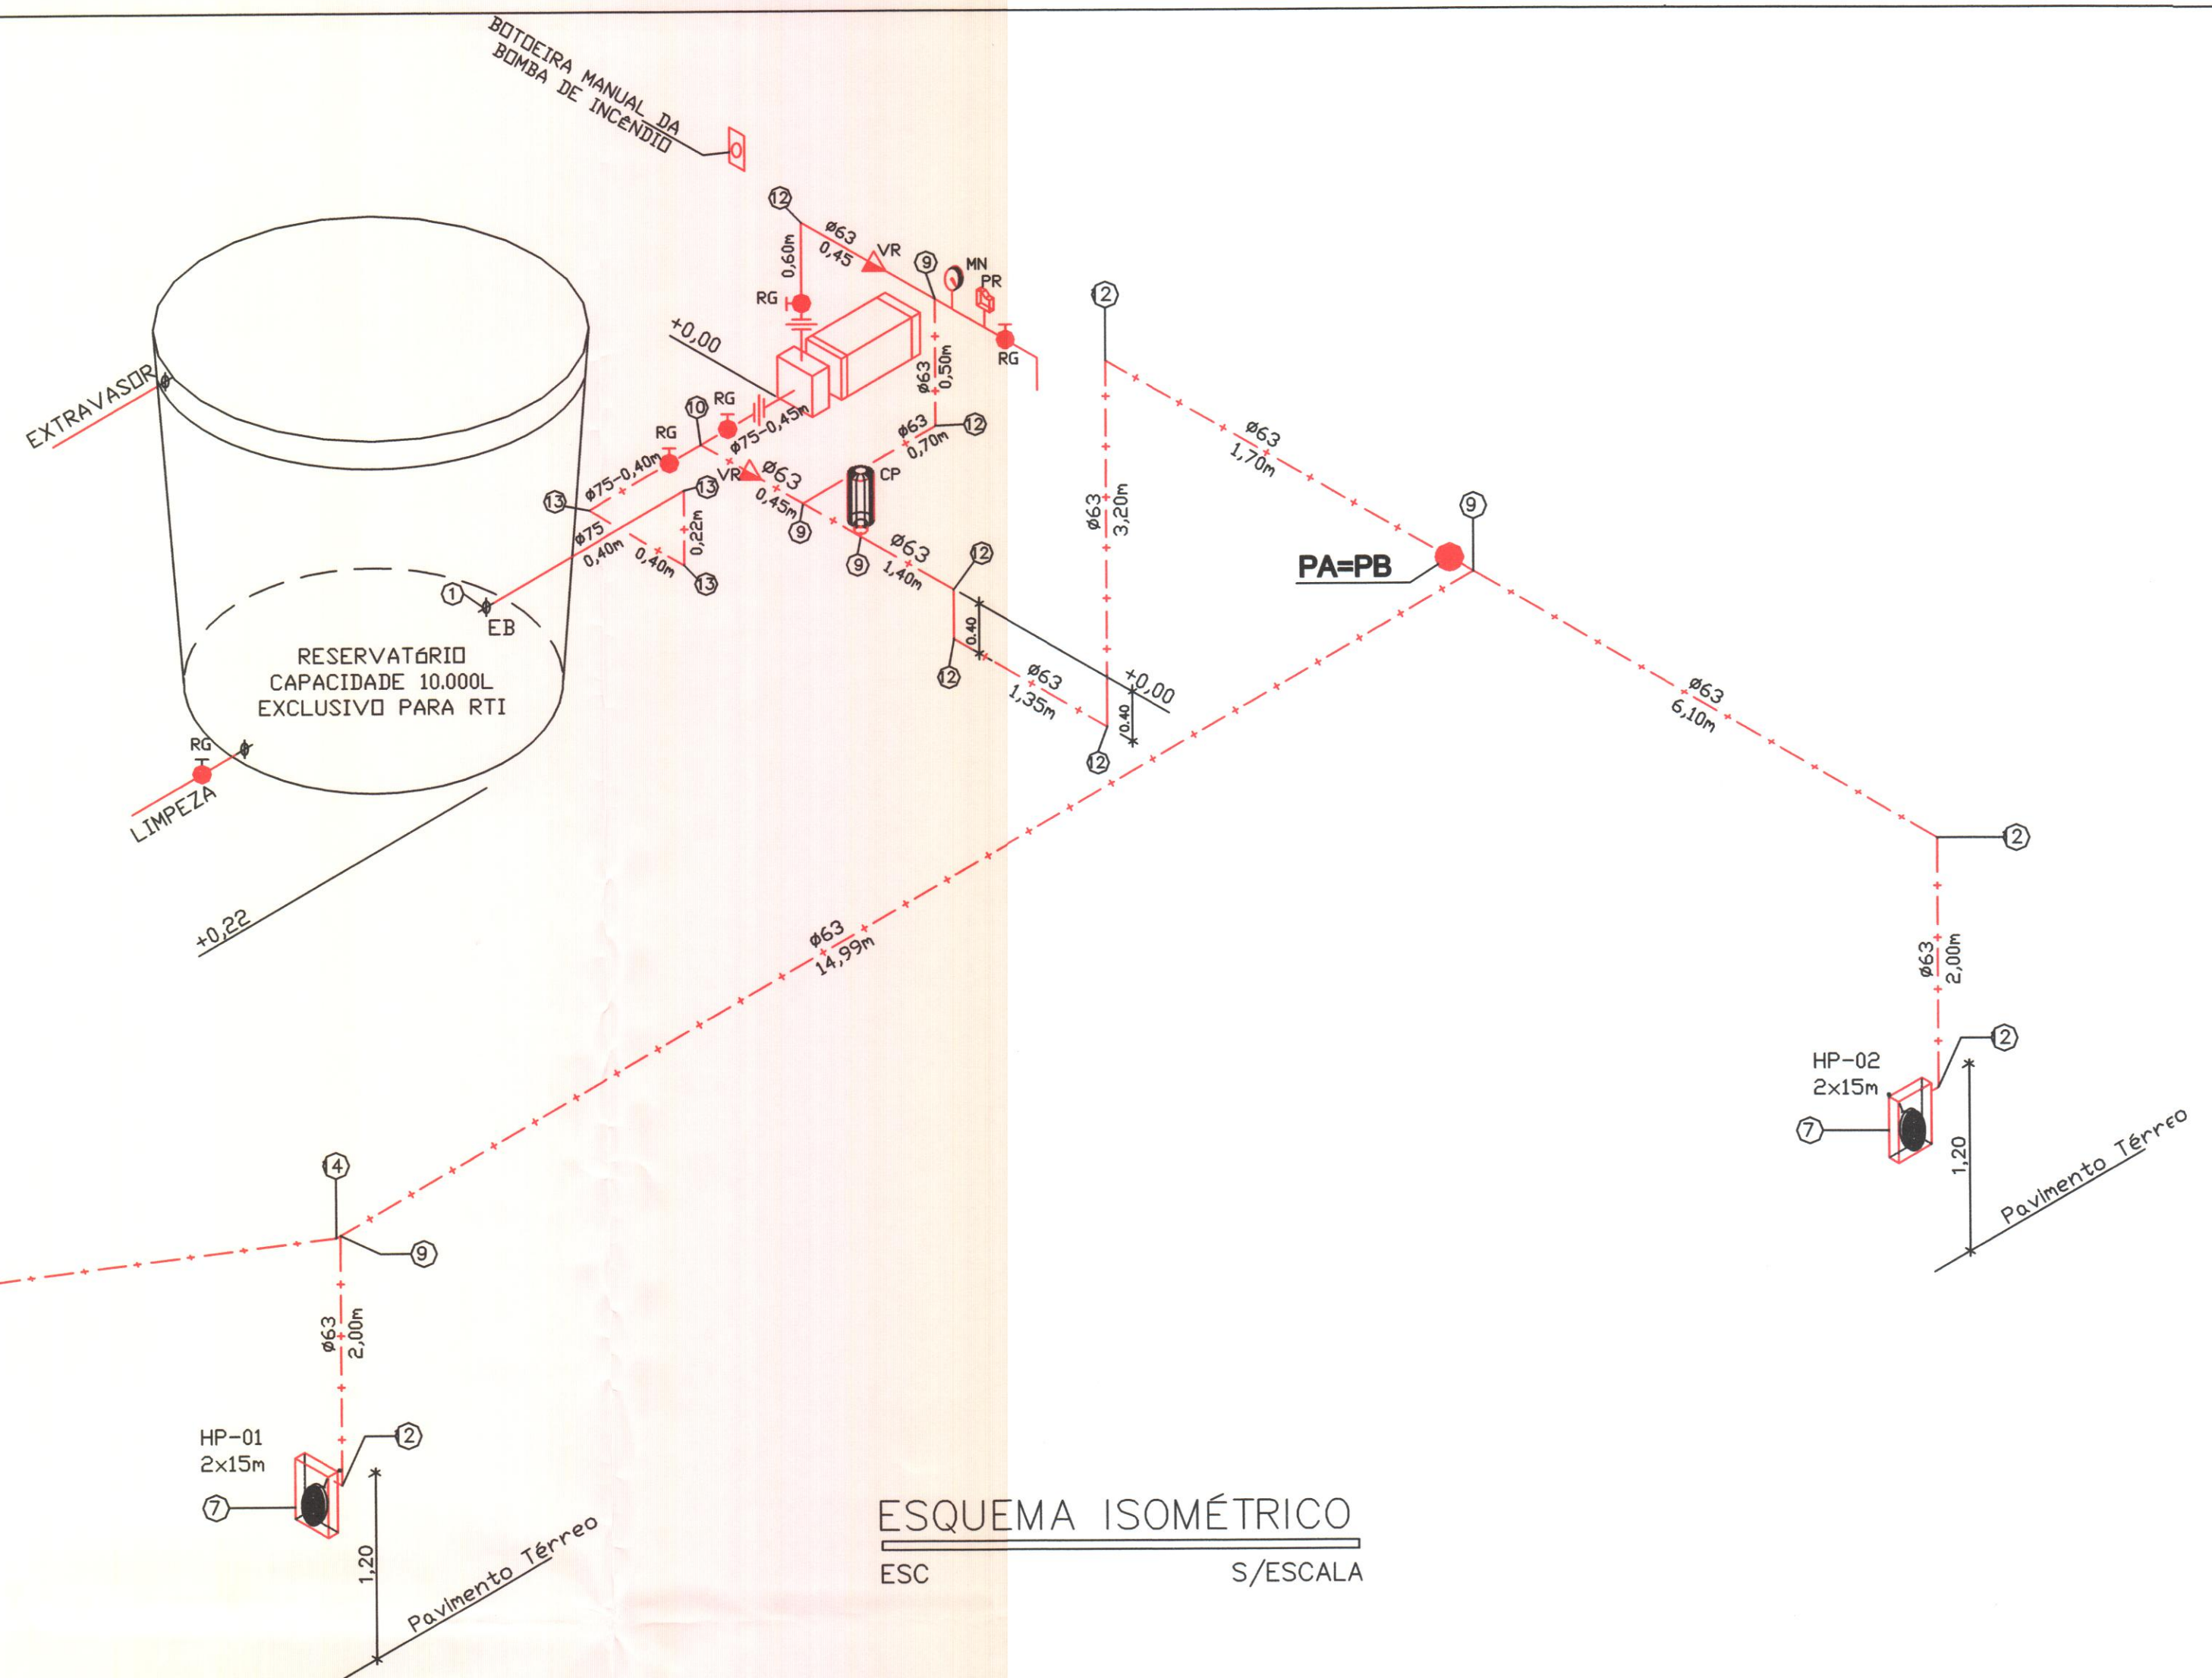 BOTOEIRA MANUAL DA
BOMBA DE INCÊNDIO
12
Ø63
0,45
VR
0,60m
RG
9
MN
PR
RG
+0,00
Ø63
0,50m
12
Ø63
0,70m
EXTRAVASOR
10
RG
RG
Ø75-0,45m
Ø75-0,40m
VR
Ø63
0,45m
CP
13
13
Ø75
0,40m
0,40m
0,22m
13
9
9
Ø63
1,40m
12
0.40
12
Ø63
1,35m
+0,00
0.40
12
2
Ø63
3,20m
Ø63
1,70m
9
PA=PB
1
EB
RESERVATóRIO
CAPACIDADE 10.000L
EXCLUSIVO PARA RTI
RG
LIMPEZA
+0,22
Ø63
6,10m
2
Ø63
2,00m
2
HP-02
2x15m
7
1,20
Pavimento Térreo
Ø63
14,99m
4
9
Ø63
2,00m
HP-01
2x15m
2
7
1,20
Pavimento Térreo
ESQUEMA ISOMÉTRICO
ESC S/ESCALA